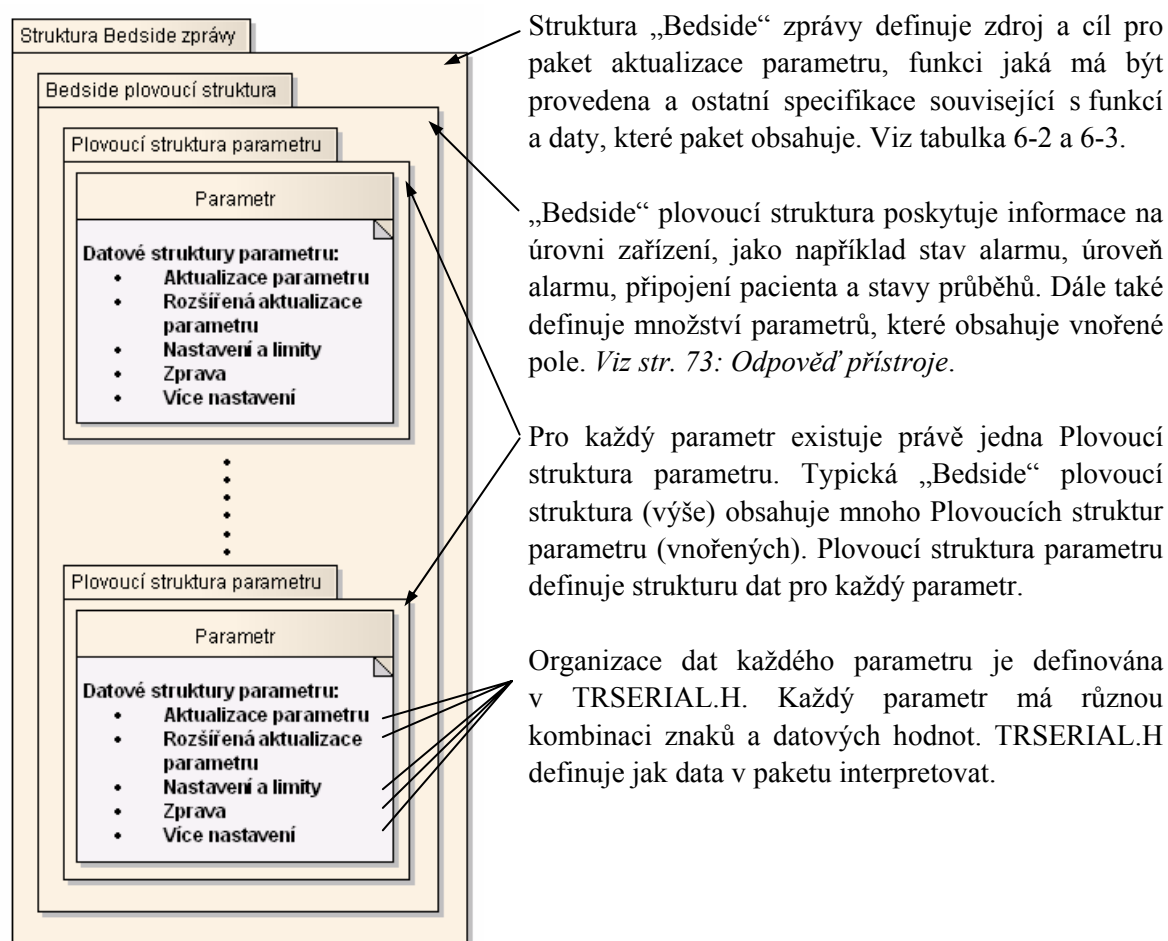 Struktura Bedside zprávy
Bedside plovoucí struktura
Plovoucí struktura parametru
Parametr
Datové struktury parametru:
• Aktualizace parametru
• Rozšířená aktualizace
parametru
• Nastavení a limity
• Zprava
• Více nastavení
Plovoucí struktura parametru
Parametr
Datové struktury parametru:
• Aktualizace parametru
• Rozšířená aktualizace
parametru
• Nastavení a limity
• Zprava
• Více nastavení
Struktura „Bedside“ zprávy definuje zdroj a cíl pro
paket aktualizace parametru, funkci jaká má být
provedena a ostatní specifikace související s funkcí
a daty, které paket obsahuje. Viz tabulka 6-2 a 6-3.
„Bedside“ plovoucí struktura poskytuje informace na
úrovni zařízení, jako například stav alarmu, úroveň
alarmu, připojení pacienta a stavy průběhů. Dále také
definuje množství parametrů, které obsahuje vnořené
pole. Viz str. 73: Odpověď přístroje.
Pro každý parametr existuje právě jedna Plovoucí
struktura parametru. Typická „Bedside“ plovoucí
struktura (výše) obsahuje mnoho Plovoucích struktur
parametru (vnořených). Plovoucí struktura parametru
definuje strukturu dat pro každý parametr.
Organizace dat každého parametru je definována
v TRSERIAL.H. Každý parametr má různou
kombinaci znaků a datových hodnot. TRSERIAL.H
definuje jak data v paketu interpretovat.